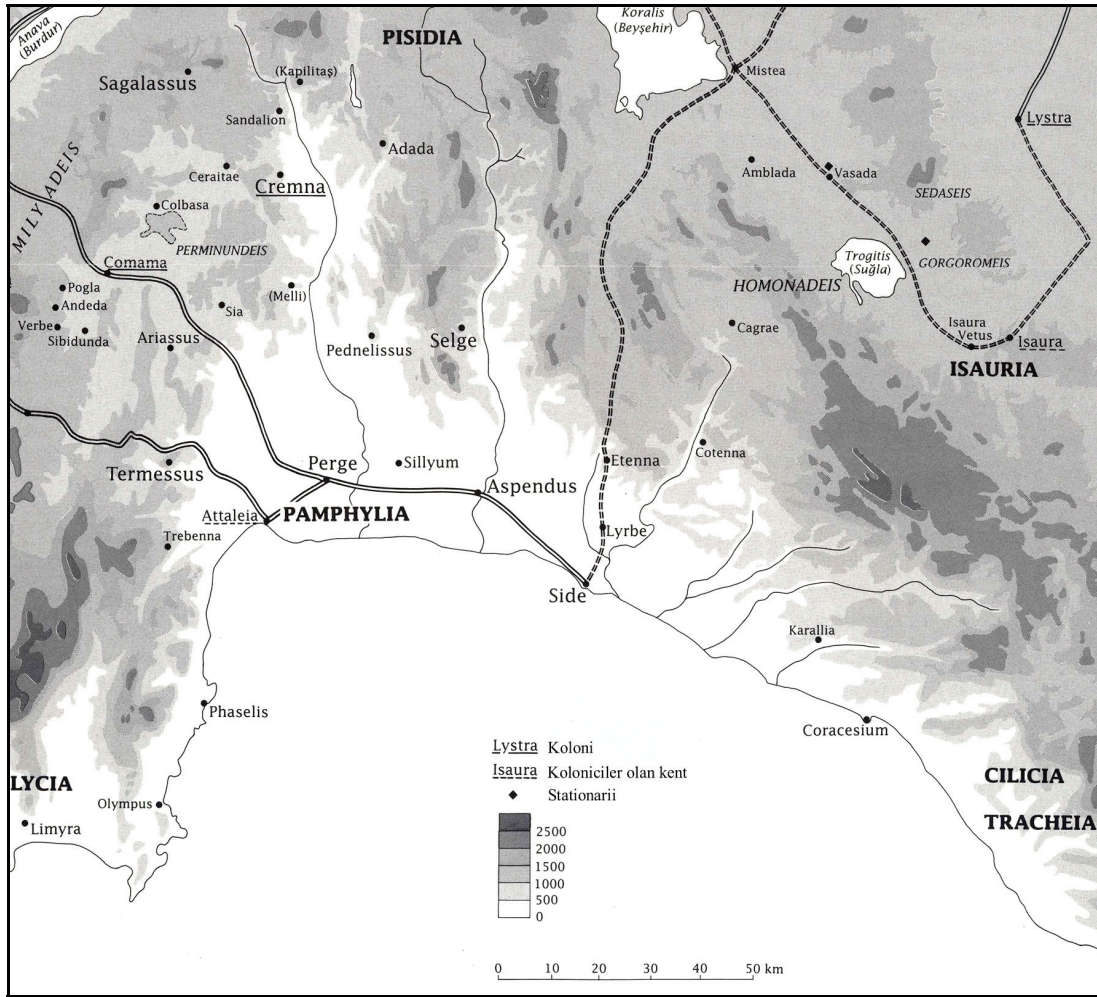 Anava
(Burdur)
PISIDIA
Koralis
(Beyşehir)
Mistea
Sagalassus
(Kapilitaş)
Sandalion
Lystra
Adada
MILYADEIS
Ceraitae
Cremna
Amblada
Vasada
SEDASEIS
Colbasa
PERMINUNDEIS
Trogitis
(Suğla)
GORGOROMEIS
Comama
HOMONADEIS
Pogla
Andeda
(Melli)
Sia
Verbe
Sibidunda
Ariassus
Pednelissus
Selge
Cagrae
Isaura
Vetus
Isaura
ISAURIA
Termessus
Perge
Sillyum
Etenna
Cotenna
Aspendus
Attaleia
PAMPHYLIA
Trebenna
Lyrbe
Side
Karallia
Phaselis
Coracesium
LYCIA
Olympus
Limyra
CILICIA
TRACHEIA
Lystra Koloni
Isaura Koloniciler olan kent
Stationarii
2500
2000
1500
1000
500
0
0 10 20 30 40 50 km